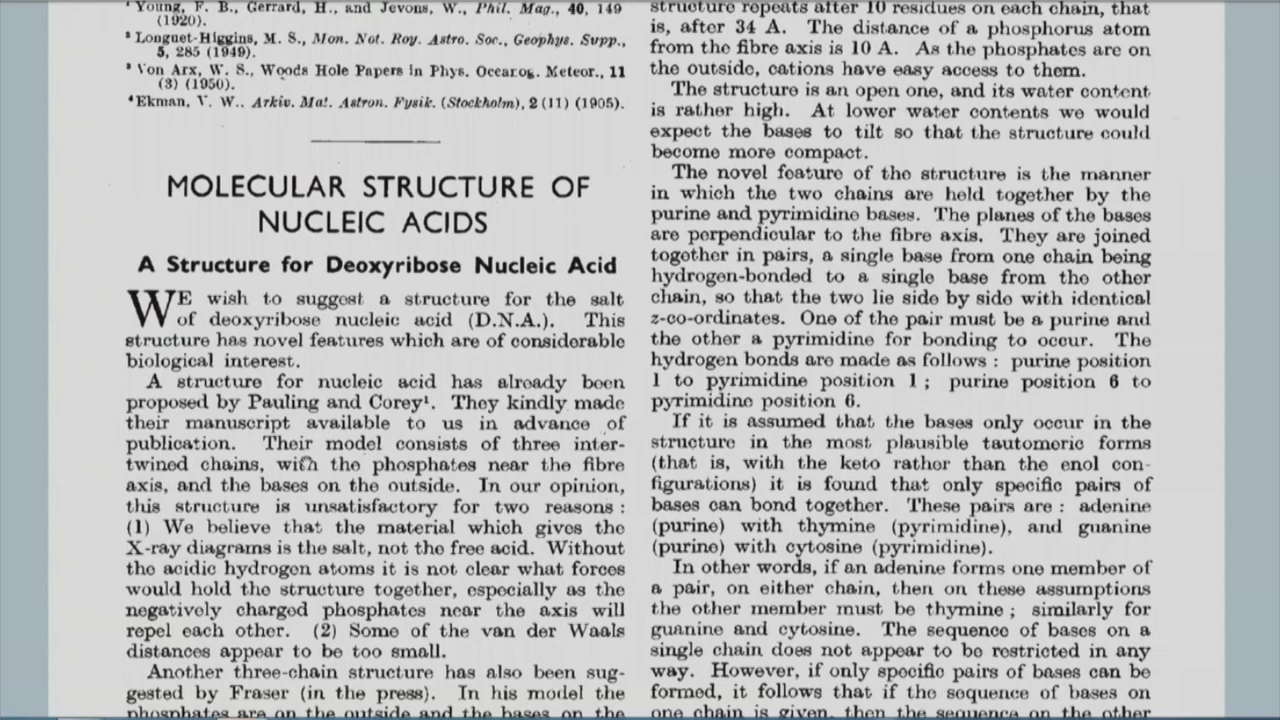 ¹ Young, F. B., Gerrard, H., and Jevons, W., Phil. Mag., 40, 149
(1920).
² Longuet-Higgins, M. S., Mon. Not. Roy. Astro. Soc., Geophys. Supp.,
5, 285 (1949).
³ Von Arx, W. S., Woods Hole Papers in Phys. Ocearog. Meteor., 11
(3) (1950).
⁴ Ekman, V. W., Arkiv. Mat. Astron. Fysik. (Stockholm), 2 (11) (1905).
MOLECULAR STRUCTURE OF
NUCLEIC ACIDS
A Structure for Deoxyribose Nucleic Acid
WE wish to suggest a structure for the salt
of deoxyribose nucleic acid (D.N.A.). This
structure has novel features which are of considerable
biological interest.
A structure for nucleic acid has already been
proposed by Pauling and Corey¹. They kindly made
their manuscript available to us in advance of
publication. Their model consists of three inter-
twined chains, with the phosphates near the fibre
axis, and the bases on the outside. In our opinion,
this structure is unsatisfactory for two reasons :
(1) We believe that the material which gives the
X-ray diagrams is the salt, not the free acid. Without
the acidic hydrogen atoms it is not clear what forces
would hold the structure together, especially as the
negatively charged phosphates near the axis will
repel each other. (2) Some of the van der Waals
distances appear to be too small.
Another three-chain structure has also been sug-
gested by Fraser (in the press). In his model the
phosphates are on the outside and the bases on the
structure repeats after 10 residues on each chain, that
is, after 34 A. The distance of a phosphorus atom
from the fibre axis is 10 A. As the phosphates are on
the outside, cations have easy access to them.
The structure is an open one, and its water content
is rather high. At lower water contents we would
expect the bases to tilt so that the structure could
become more compact.
The novel feature of the structure is the manner
in which the two chains are held together by the
purine and pyrimidine bases. The planes of the bases
are perpendicular to the fibre axis. They are joined
together in pairs, a single base from one chain being
hydrogen-bonded to a single base from the other
chain, so that the two lie side by side with identical
z-co-ordinates. One of the pair must be a purine and
the other a pyrimidine for bonding to occur. The
hydrogen bonds are made as follows : purine position
1 to pyrimidine position 1 ; purine position 6 to
pyrimidine position 6.
If it is assumed that the bases only occur in the
structure in the most plausible tautomeric forms
(that is, with the keto rather than the enol con-
figurations) it is found that only specific pairs of
bases can bond together. These pairs are : adenine
(purine) with thymine (pyrimidine), and guanine
(purine) with cytosine (pyrimidine).
In other words, if an adenine forms one member of
a pair, on either chain, then on these assumptions
the other member must be thymine ; similarly for
guanine and cytosine. The sequence of bases on a
single chain does not appear to be restricted in any
way. However, if only specific pairs of bases can be
formed, it follows that if the sequence of bases on
one chain is given, then the sequence on the other